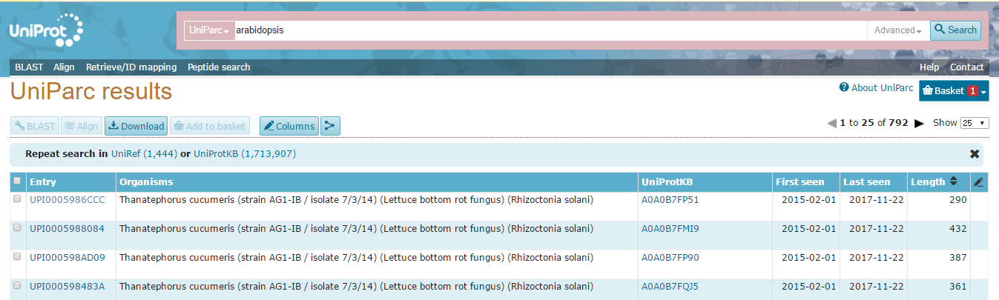 UniProt
UniParc arabidopsis Advanced Search
BLAST Align Retrieve/ID mapping Peptide search Help Contact
UniParc results
About UniParc Basket 1
BLAST Align Download Add to basket Columns 1 to 25 of 792 Show 25
Repeat search in UniRef (1,444) or UniProtKB (1,713,907)
Entry Organisms UniProtKB First seen Last seen Length
UPI0005986CCC Thanatephorus cucumeris (strain AG1-IB / isolate 7/3/14) (Lettuce bottom rot fungus) (Rhizoctonia solani) A0A0B7FP51 2015-02-01 2017-11-22 290
UPI0005988084 Thanatephorus cucumeris (strain AG1-IB / isolate 7/3/14) (Lettuce bottom rot fungus) (Rhizoctonia solani) A0A0B7FMI9 2015-02-01 2017-11-22 432
UPI000598AD09 Thanatephorus cucumeris (strain AG1-IB / isolate 7/3/14) (Lettuce bottom rot fungus) (Rhizoctonia solani) A0A0B7FP90 2015-02-01 2017-11-22 387
UPI000598483A Thanatephorus cucumeris (strain AG1-IB / isolate 7/3/14) (Lettuce bottom rot fungus) (Rhizoctonia solani) A0A0B7FQJ5 2015-02-01 2017-11-22 361